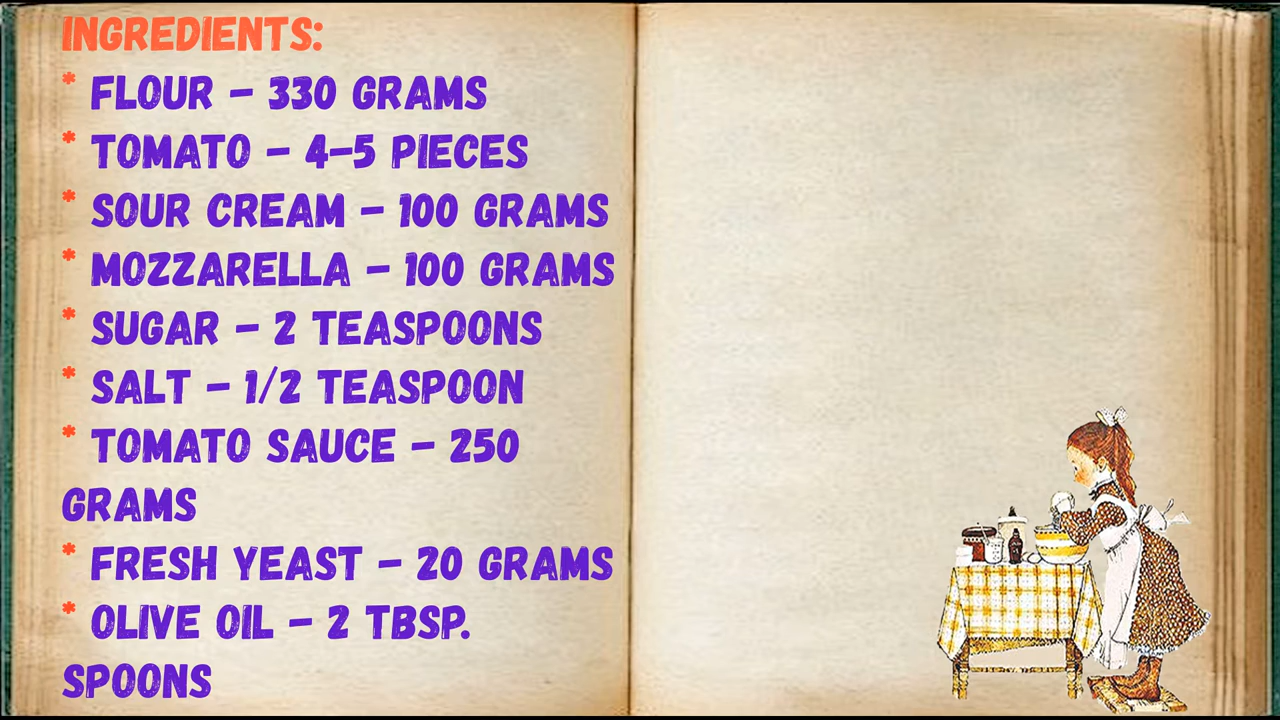 INGREDIENTS:
* FLOUR – 330 GRAMS
* TOMATO – 4-5 PIECES
* SOUR CREAM – 100 GRAMS
* MOZZARELLA – 100 GRAMS
* SUGAR – 2 TEASPOONS
* SALT – 1/2 TEASPOON
* TOMATO SAUCE – 250
GRAMS
* FRESH YEAST – 20 GRAMS
* OLIVE OIL – 2 TBSP.
SPOONS